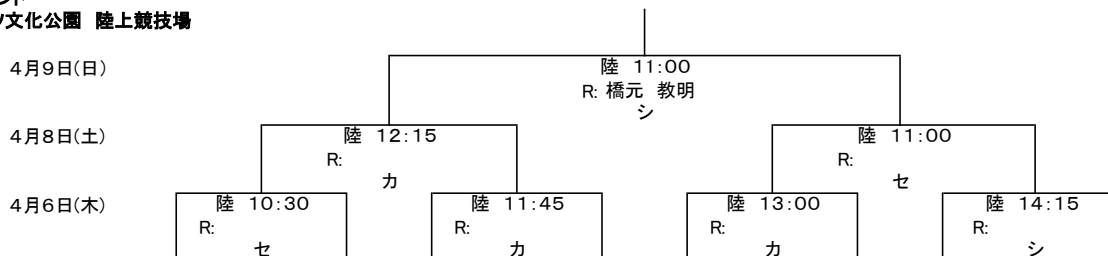 文化公園 陸上競技場
4月9日(日)
陸 11:00
R: 橋元 教明
シ
4月8日(土)
陸 12:15
陸 11:00
R:
R:
カ
セ
4月6日(木)
陸 10:30
陸 11:45
陸 13:00
陸 14:15
R:
R:
R:
R:
セ
カ
カ
シ